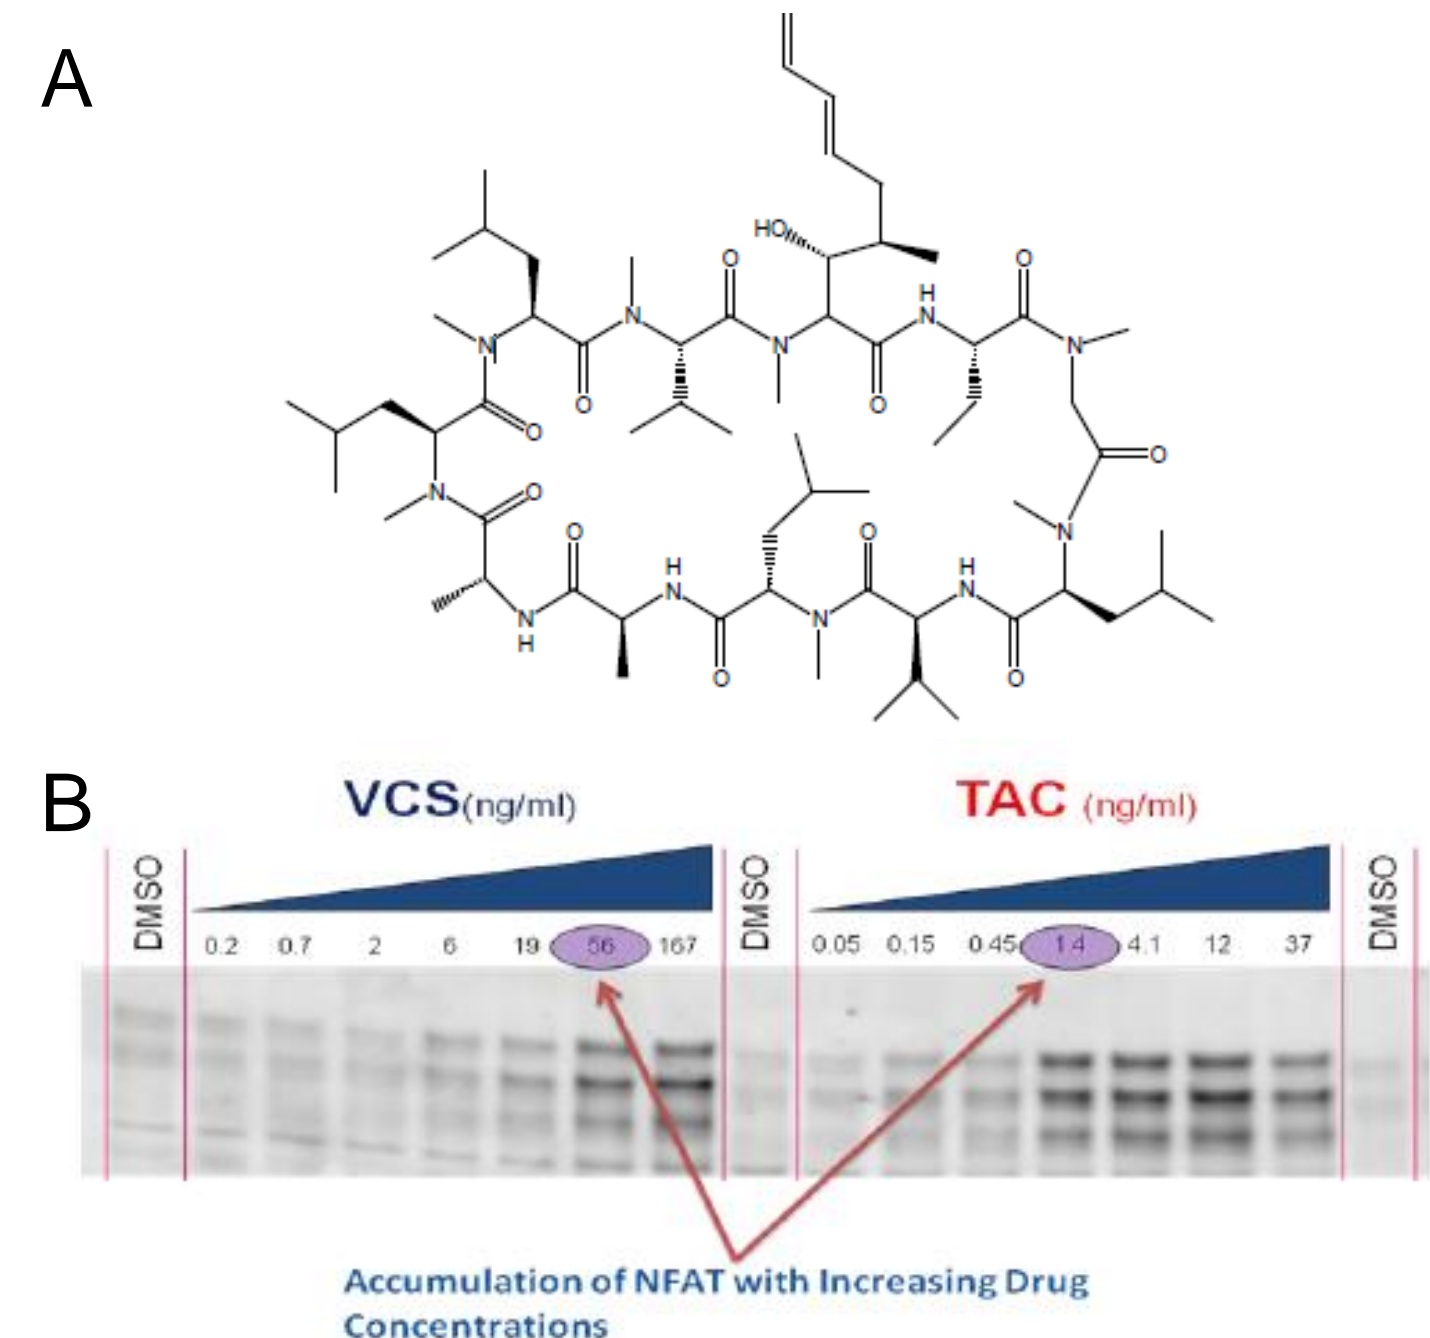 A
HO
O
O
H
N
N
N
N
N
O
O
O
O
N
O
O
O
O
N
H
H
N
N
H
N
O
O
N
B
VCS(ng/ml)
TAC (ng/ml)
DMSO
DMSO
DMSO
0.2 0.7 2 6 19 56 167
0.05 0.15 0.45 1.4 4.1 12 37
Accumulation of NFAT with Increasing Drug
Concentrations